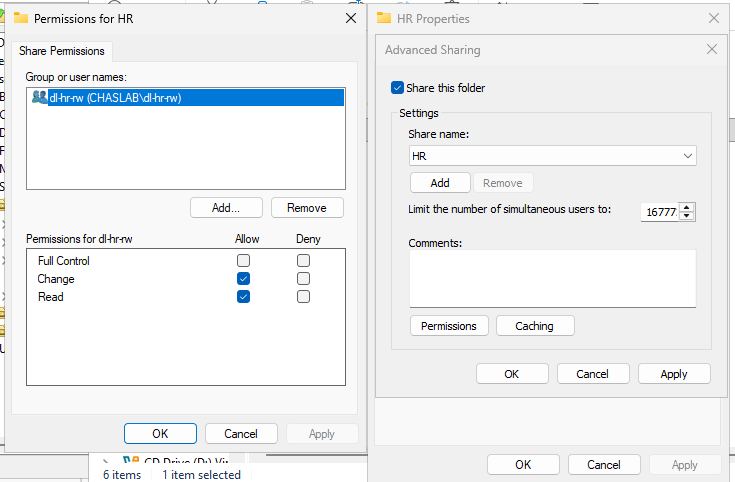 Permissions for HR
Share Permissions
Group or user names:
dl-hr-rw (CHASLAB\dl-hr-rw)
Add...
Remove
Permissions for dl-hr-rw
Allow
Deny
Full Control
Change
Read
OK
Cancel
Apply
6 items
1 item selected
HR Properties
Advanced Sharing
Share this folder
Settings
Share name:
HR
Add
Remove
Limit the number of simultaneous users to:
16777
Comments:
Permissions
Caching
OK
Cancel
Apply
OK
Cancel
Apply